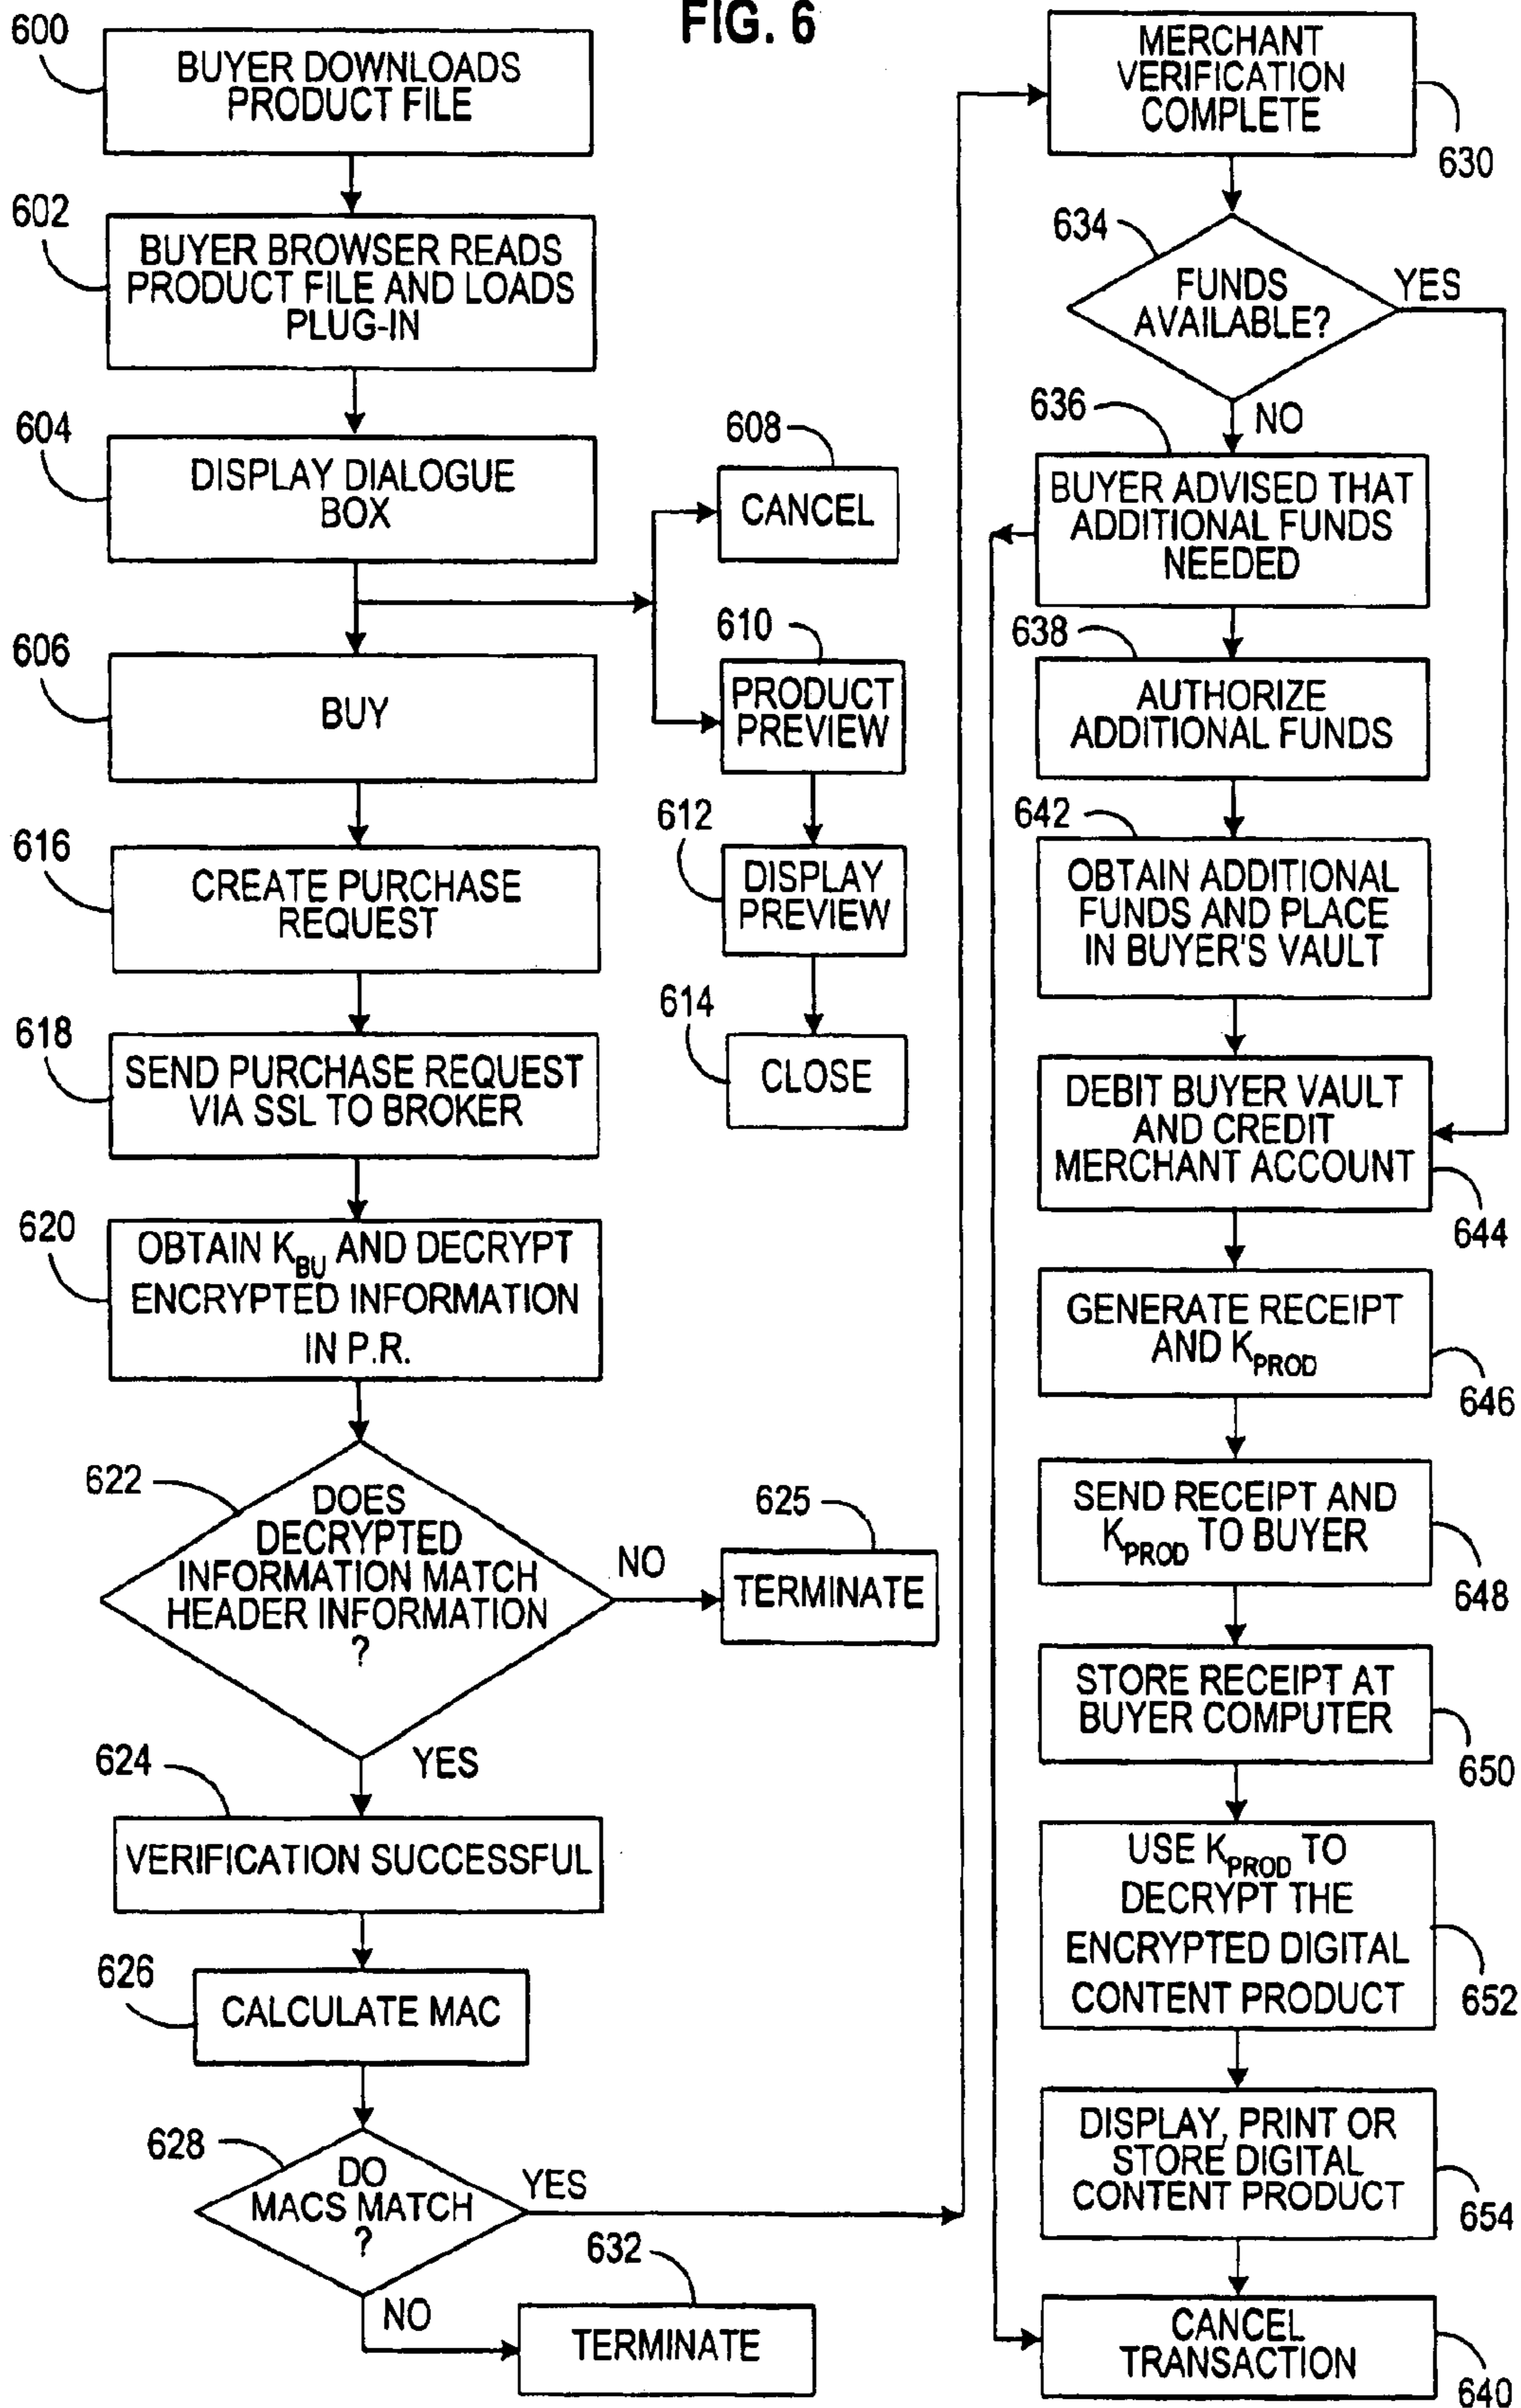 FIG. 6
600
BUYER DOWNLOADS
PRODUCT FILE
602
BUYER BROWSER READS
PRODUCT FILE AND LOADS
PLUG-IN
604
DISPLAY DIALOGUE
BOX
608
CANCEL
606
BUY
610
PRODUCT
PREVIEW
612
DISPLAY
PREVIEW
614
CLOSE
616
CREATE PURCHASE
REQUEST
618
SEND PURCHASE REQUEST
VIA SSL TO BROKER
620
OBTAIN KBU AND DECRYPT
ENCRYPTED INFORMATION
IN P.R.
622
DOES
DECRYPTED
INFORMATION MATCH
HEADER INFORMATION
?
NO
625
TERMINATE
YES
624
VERIFICATION SUCCESSFUL
626
CALCULATE MAC
628
DO
MACS MATCH
?
YES
NO
632
TERMINATE
MERCHANT
VERIFICATION
COMPLETE
630
634
FUNDS
AVAILABLE?
YES
NO
636
BUYER ADVISED THAT
ADDITIONAL FUNDS
NEEDED
638
AUTHORIZE
ADDITIONAL FUNDS
642
OBTAIN ADDITIONAL
FUNDS AND PLACE
IN BUYER'S VAULT
DEBIT BUYER VAULT
AND CREDIT
MERCHANT ACCOUNT
644
GENERATE RECEIPT
AND KPROD
646
SEND RECEIPT AND
KPROD TO BUYER
648
STORE RECEIPT AT
BUYER COMPUTER
650
USE KPROD TO
DECRYPT THE
ENCRYPTED DIGITAL
CONTENT PRODUCT
652
DISPLAY, PRINT OR
STORE DIGITAL
CONTENT PRODUCT
654
CANCEL
TRANSACTION
640